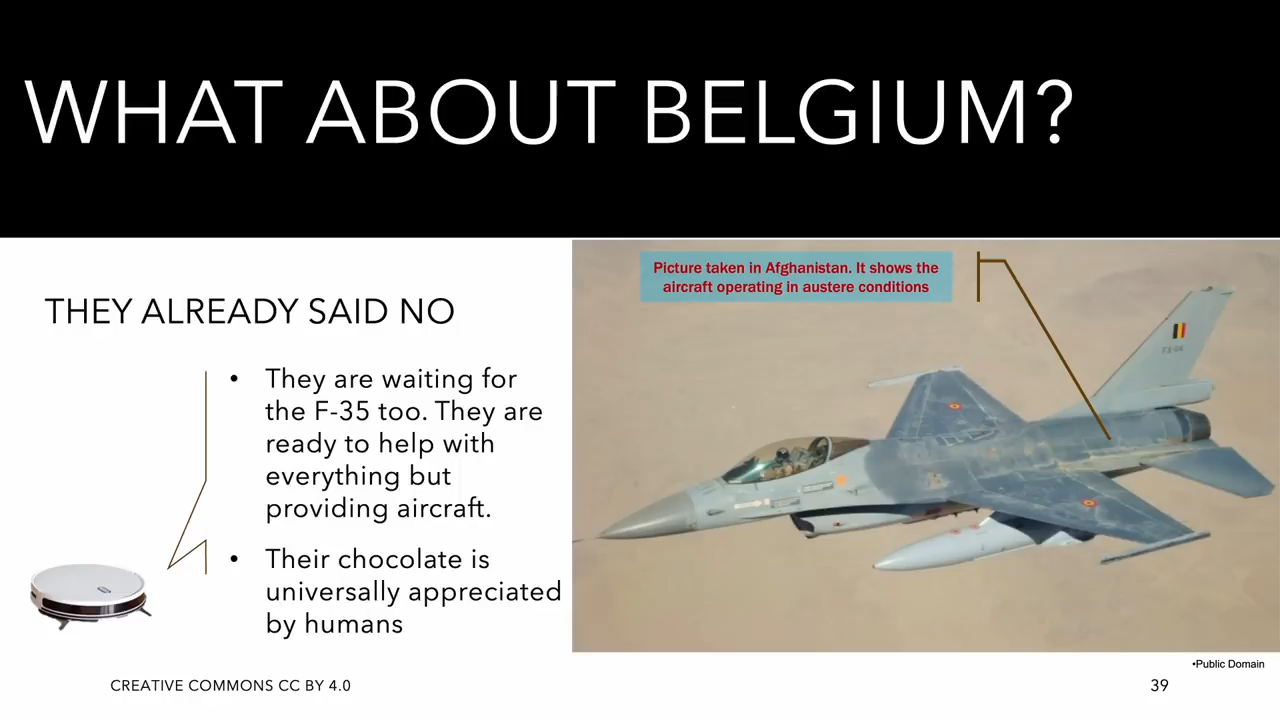 WHAT ABOUT BELGIUM?
THEY ALREADY SAID NO
• They are waiting for
the F-35 too. They are
ready to help with
everything but
providing aircraft.
• Their chocolate is
universally appreciated
by humans
Picture taken in Afghanistan. It shows the
aircraft operating in austere conditions
•Public Domain
CREATIVE COMMONS CC BY 4.0
39